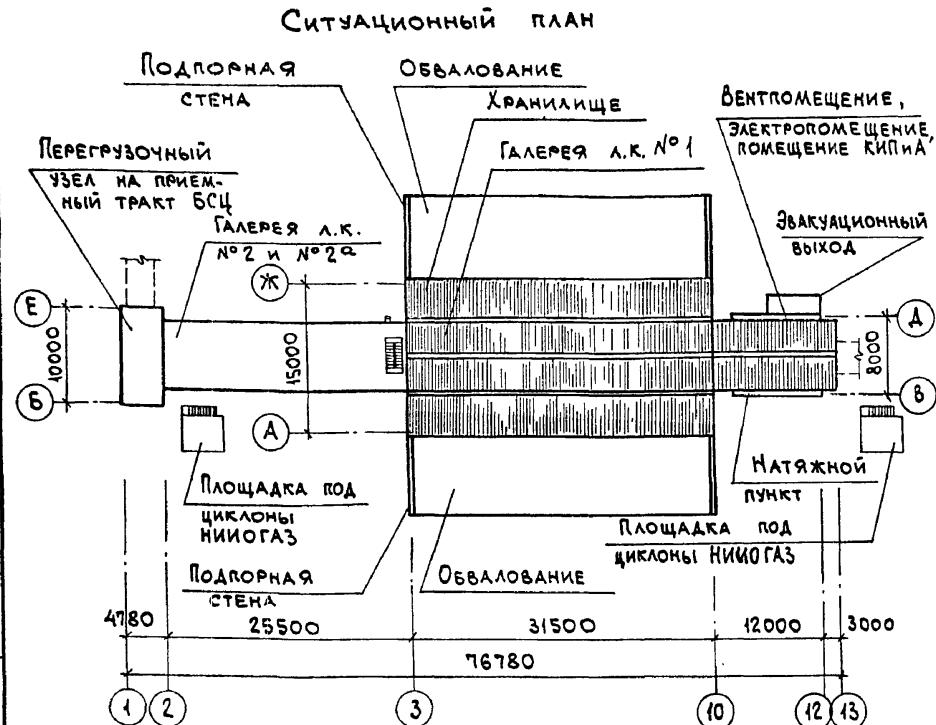 Ситуационный план
Подпорная
стена
Обвалование
Хранилище
Галерея л.к. №1
Вентпомещение,
электропомещение,
помещение КИПиА
Перегрузочный
узел на прием-
ный тракт БСЦ
Галерея л.к.
№2 и №2а
Эвакуационный
выход
Ж
Е
Д
10000
15000
8000
Б
А
В
Площадка под
циклоны
НИИОГАЗ
Натяжной
пункт
Площадка под
циклоны НИИОГАЗ
Подпорная
стена
Обвалование
4780 25500 31500 12000 3000
76780
1 2 3 10 12 13